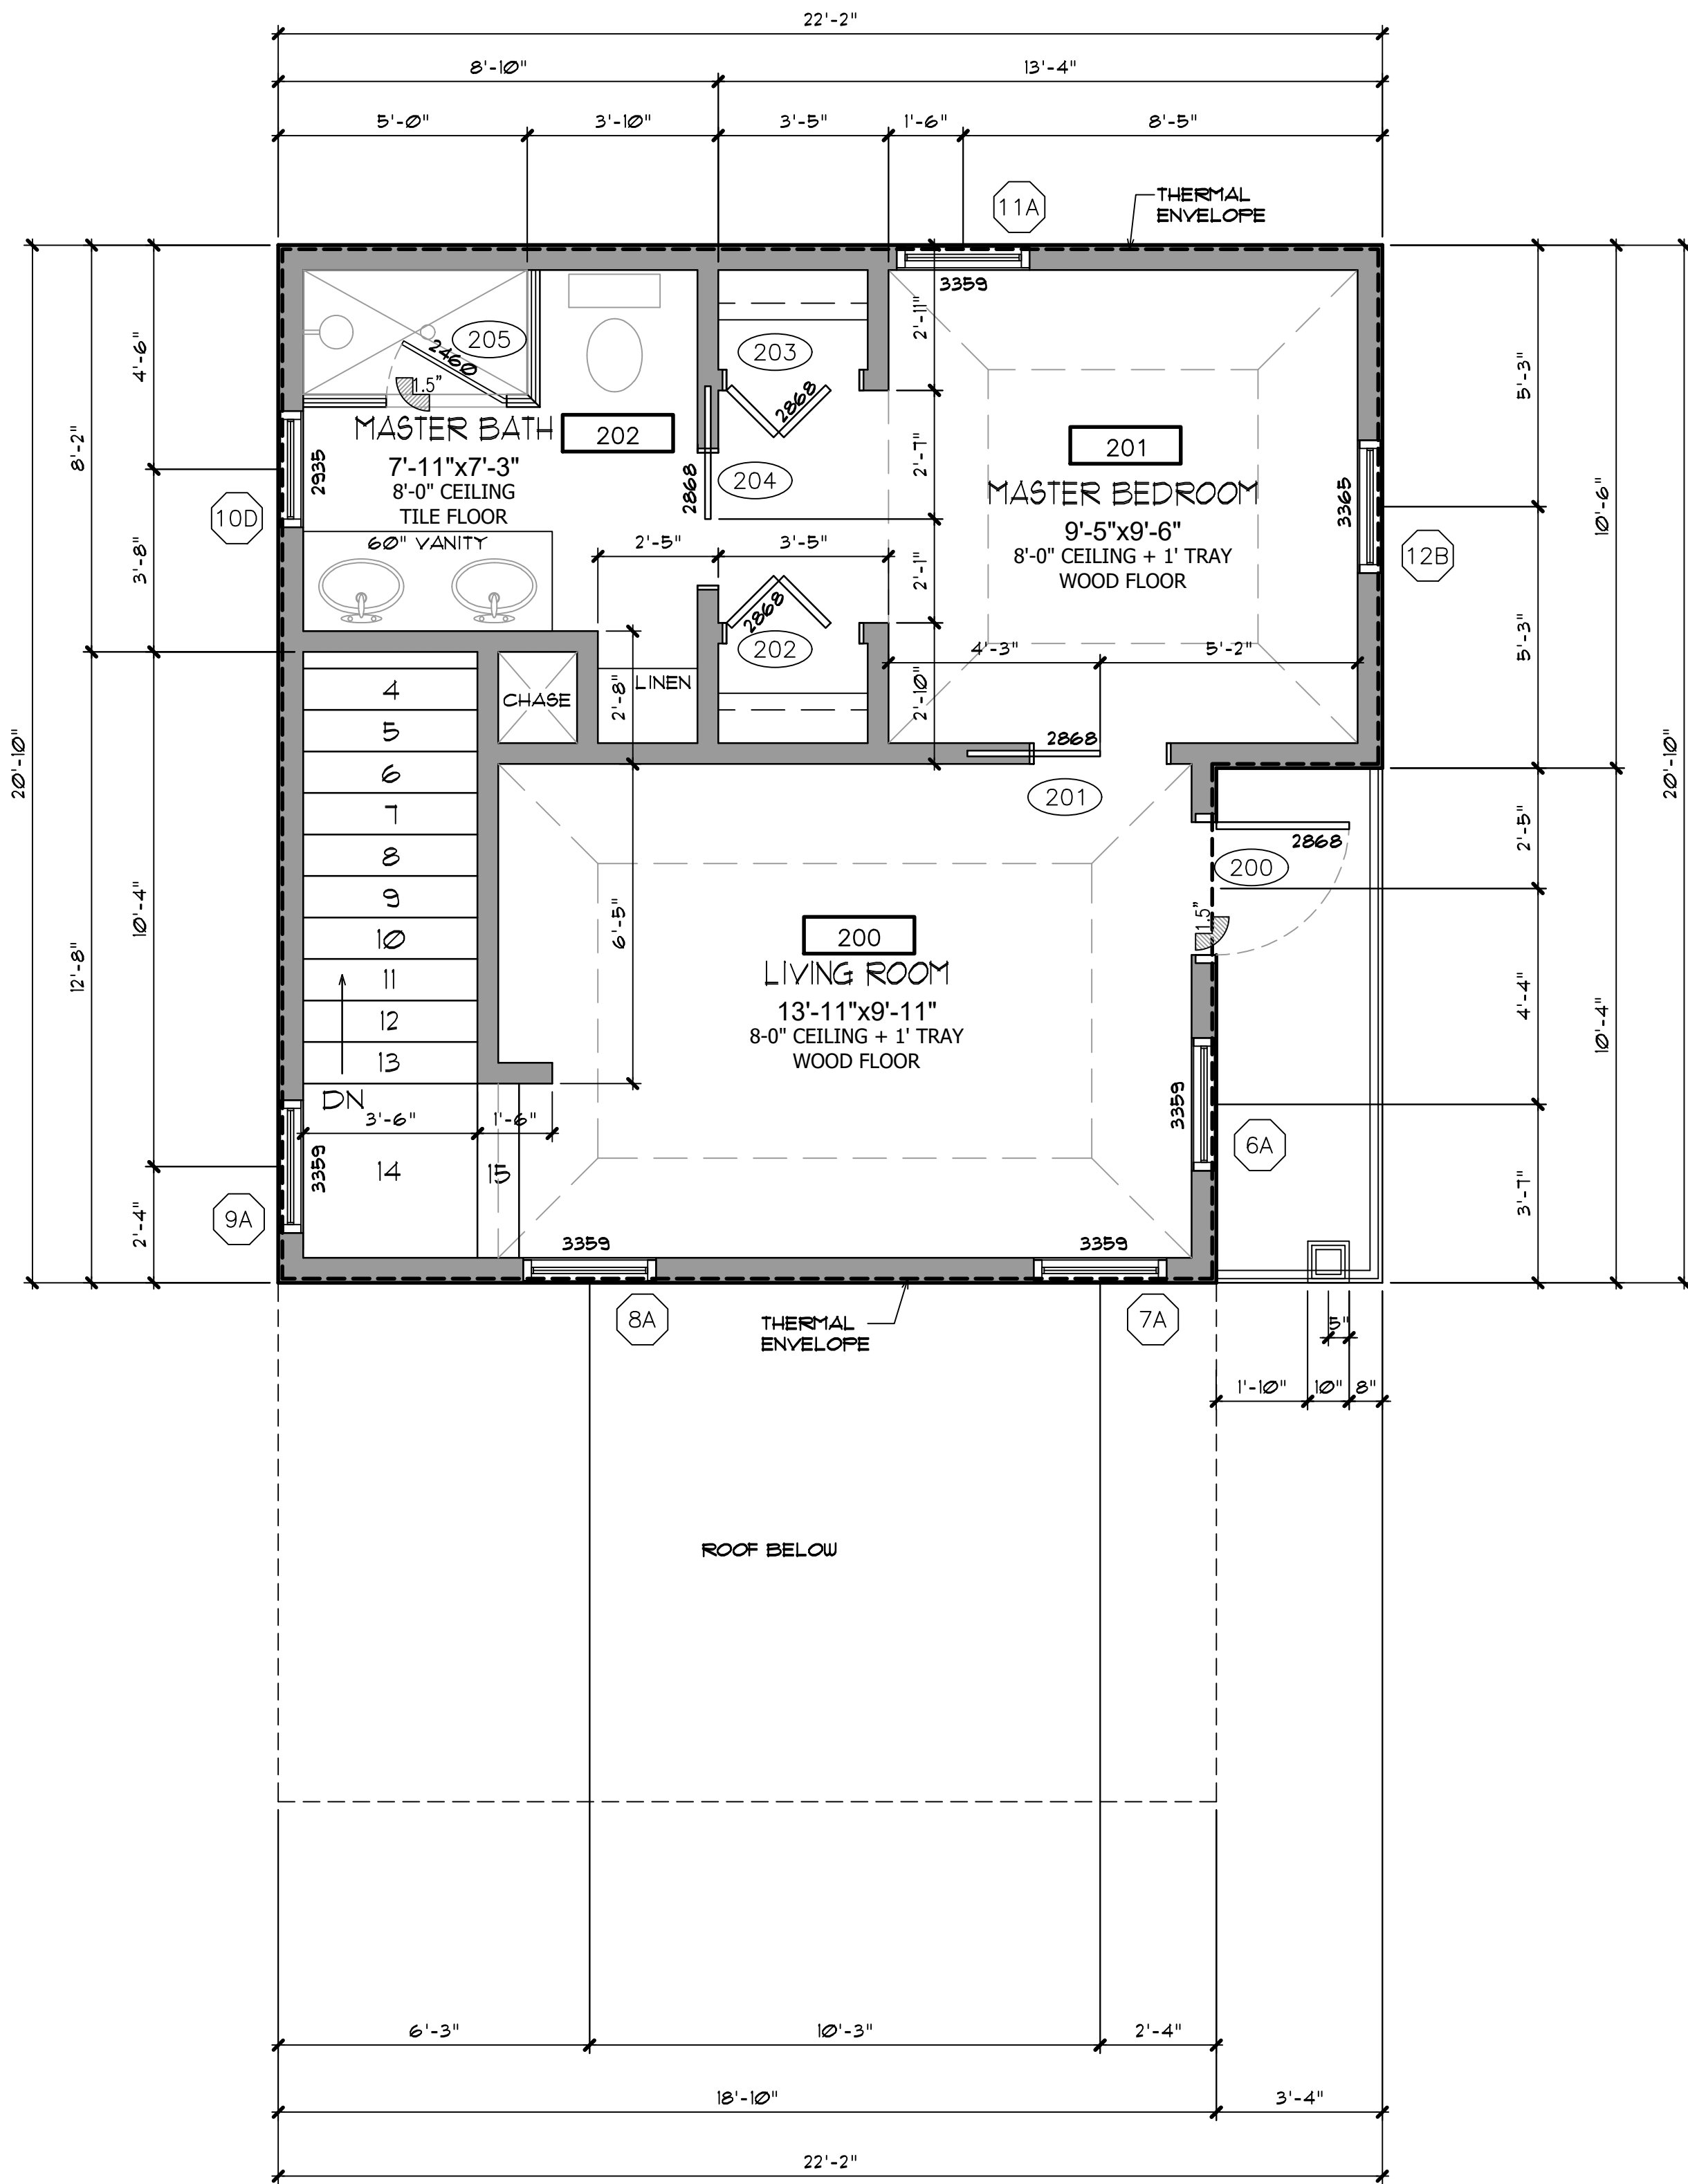 22'-2"
8'-10"
13'-4"
5'-0"
3'-10"
3'-5"
1'-6"
8'-5"
11A
THERMAL
ENVELOPE
3359
2'-11"
203
205
2460
1.5"
2868
MASTER BATH
202
7'-11"x7'-3"
8'-0" CEILING
TILE FLOOR
2935
10D
60" VANITY
2868
204
2'-7"
201
MASTER BEDROOM
9'-5"x9'-6"
8'-0" CEILING + 1' TRAY
WOOD FLOOR
3365
12B
2'-5"
3'-5"
2'-1"
2868
202
4'-3"
5'-2"
2'-10"
2'-8"
LINEN
CHASE
2868
201
4
5
6
7
8
9
10
11
12
13
DN
3'-6"
1'-6"
14
15
3359
9A
6'-5"
200
LIVING ROOM
13'-11"x9'-11"
8-0" CEILING + 1' TRAY
WOOD FLOOR
2868
200
1.5"
3359
6A
3359
3359
8A
7A
THERMAL
ENVELOPE
20'-10"
8'-2"
12'-8"
4'-6"
3'-8"
10'-4"
2'-4"
5'-3"
5'-3"
2'-5"
4'-4"
3'-7"
10'-6"
10'-4"
20'-10"
5"
1'-10"
10"
8"
ROOF BELOW
6'-3"
10'-3"
2'-4"
18'-10"
3'-4"
22'-2"